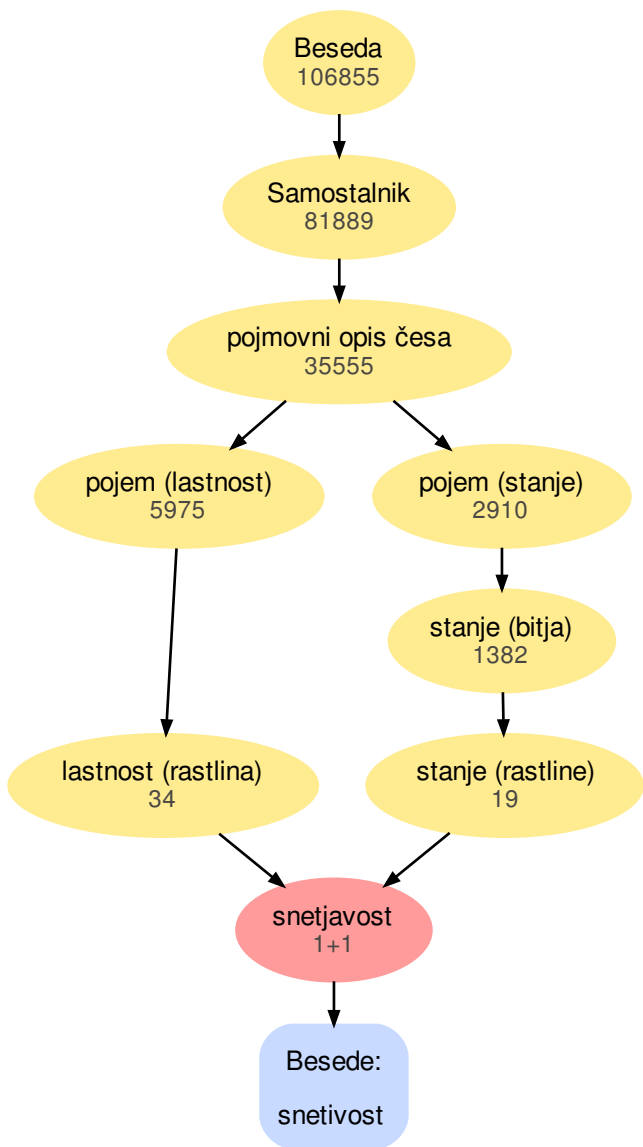 Beseda
106855
Samostalnik
81889
pojmovni opis česa
35555
pojem (lastnost)
5975
pojem (stanje)
2910
stanje (bitja)
1382
lastnost (rastlina)
34
stanje (rastline)
19
snetjavost
1+1
Besede:
snetivost